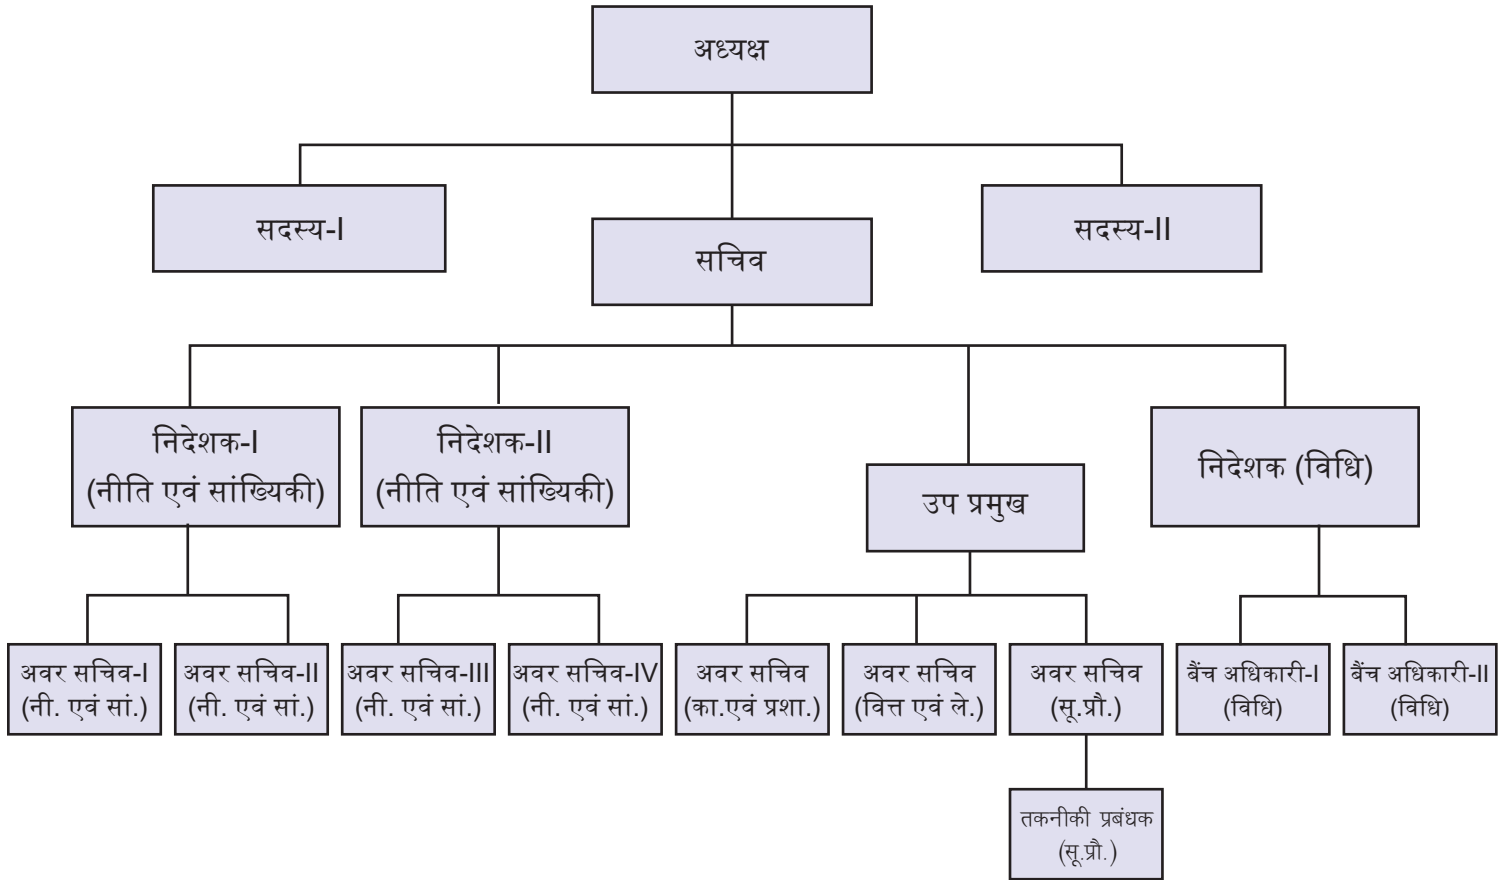 अध्यक्ष
सदस्य-I
सदस्य-II
सचिव
निदेशक-I
(नीति एवं सांख्यिकी)
निदेशक-II
(नीति एवं सांख्यिकी)
उप प्रमुख
निदेशक (विधि)
अवर सचिव-I
(नी. एवं सां.)
अवर सचिव-II
(नी. एवं सां.)
अवर सचिव-III
(नी. एवं सां.)
अवर सचिव-IV
(नी. एवं सां.)
अवर सचिव
(का.एवं प्रशा.)
अवर सचिव
(वित्त एवं ले.)
अवर सचिव
(सू.प्रौ.)
बैंच अधिकारी-I
(विधि)
बैंच अधिकारी-II
(विधि)
तकनीकी प्रबंधक
(सू.प्रौ.)